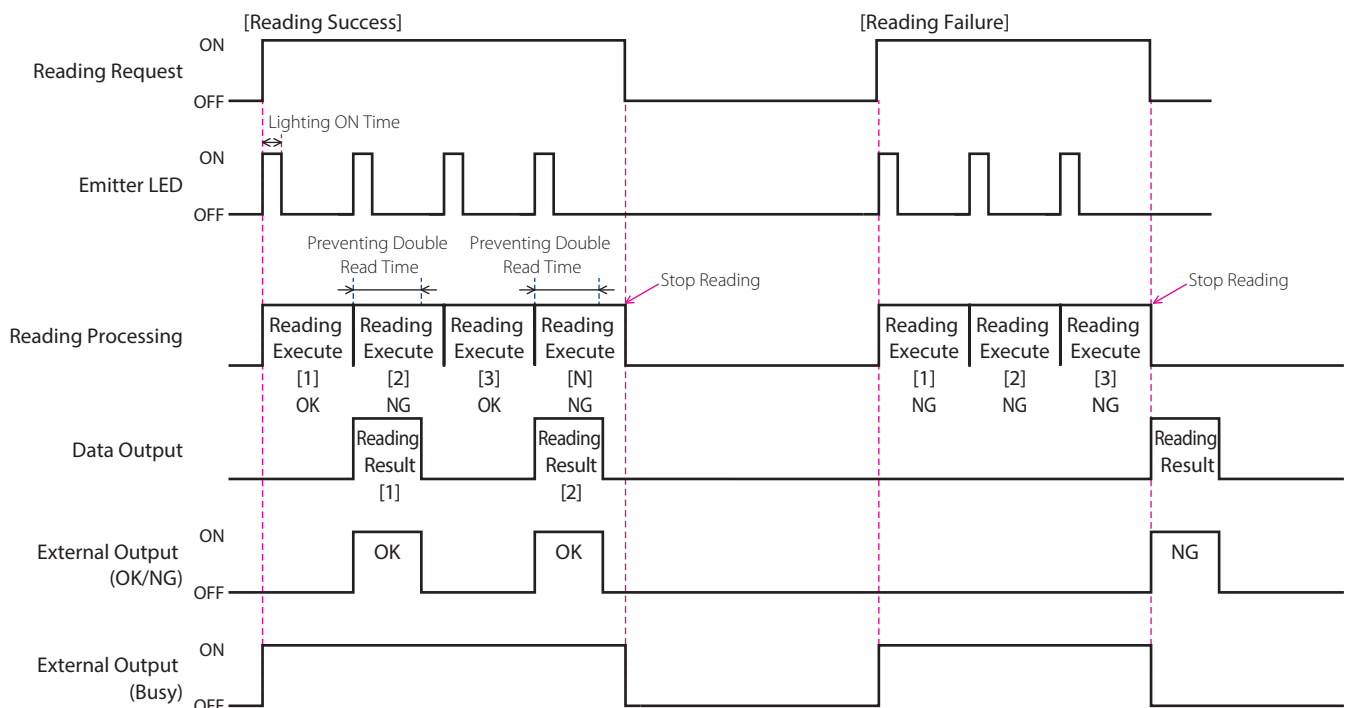 [Reading Success]
[Reading Failure]
ON
Reading Request
OFF
Lighting ON Time
ON
Emitter LED
OFF
Preventing Double
Read Time
Preventing Double
Read Time
Stop Reading
Stop Reading
Reading Processing
Reading
Execute
[1]
OK
Reading
Execute
[2]
NG
Reading
Execute
[3]
OK
Reading
Execute
[N]
NG
Reading
Execute
[1]
NG
Reading
Execute
[2]
NG
Reading
Execute
[3]
NG
Data Output
Reading
Result
[1]
Reading
Result
[2]
Reading
Result
ON
External Output
(OK/NG)
OFF
OK
OK
NG
ON
External Output
(Busy)
OFF